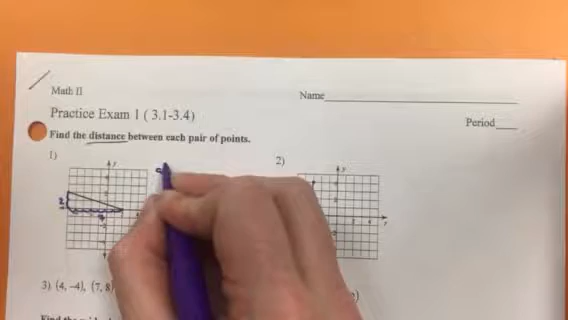 Math II
Name
Practice Exam 1 ( 3.1-3.4)
Period
Find the distance between each pair of points.
1)
2)
y
y
x
3) (4, -4), (7, 8